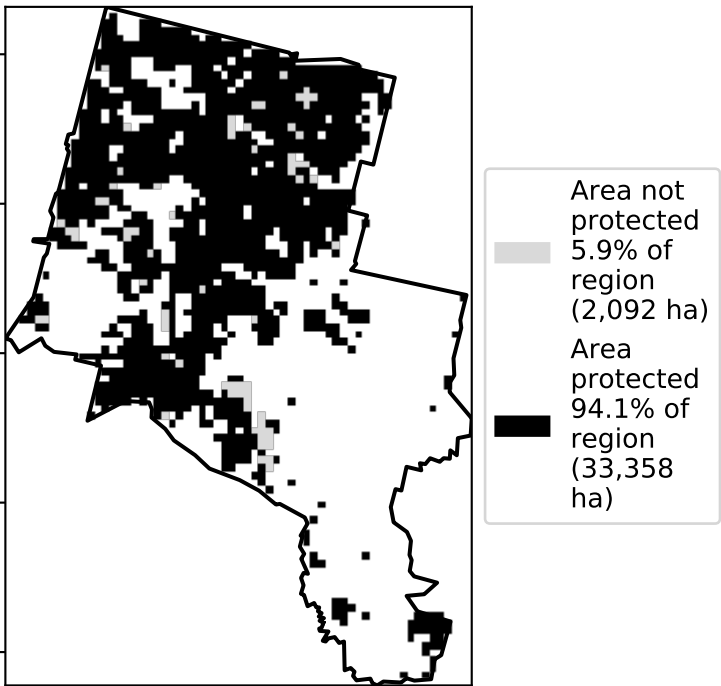 Area not
protected
5.9% of
region
(2,092 ha)
Area
protected
94.1% of
region
(33,358
ha)